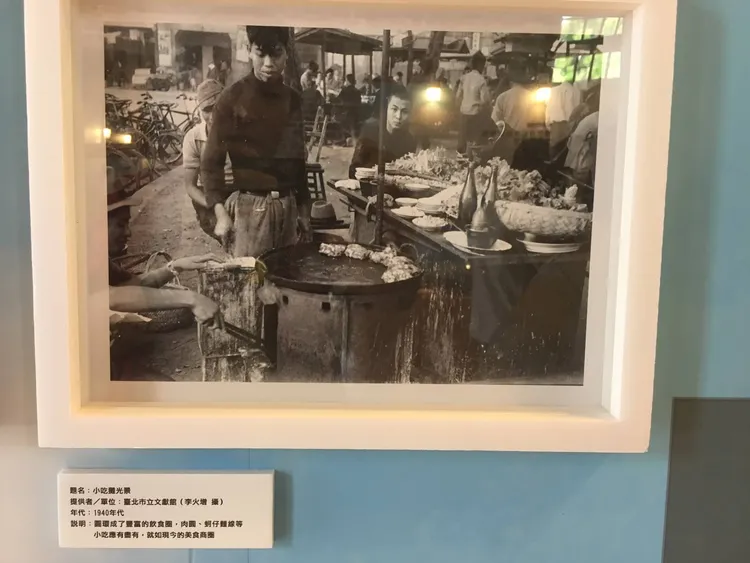 題名：小吃攤光景
提供者／單位：臺北市立文獻館（李火增 攝）
年代：1940年代
說明：圓環成了豐富的飲食圈，肉圓、蚵仔麵線等
小吃應有盡有，就如現今的美食商圈